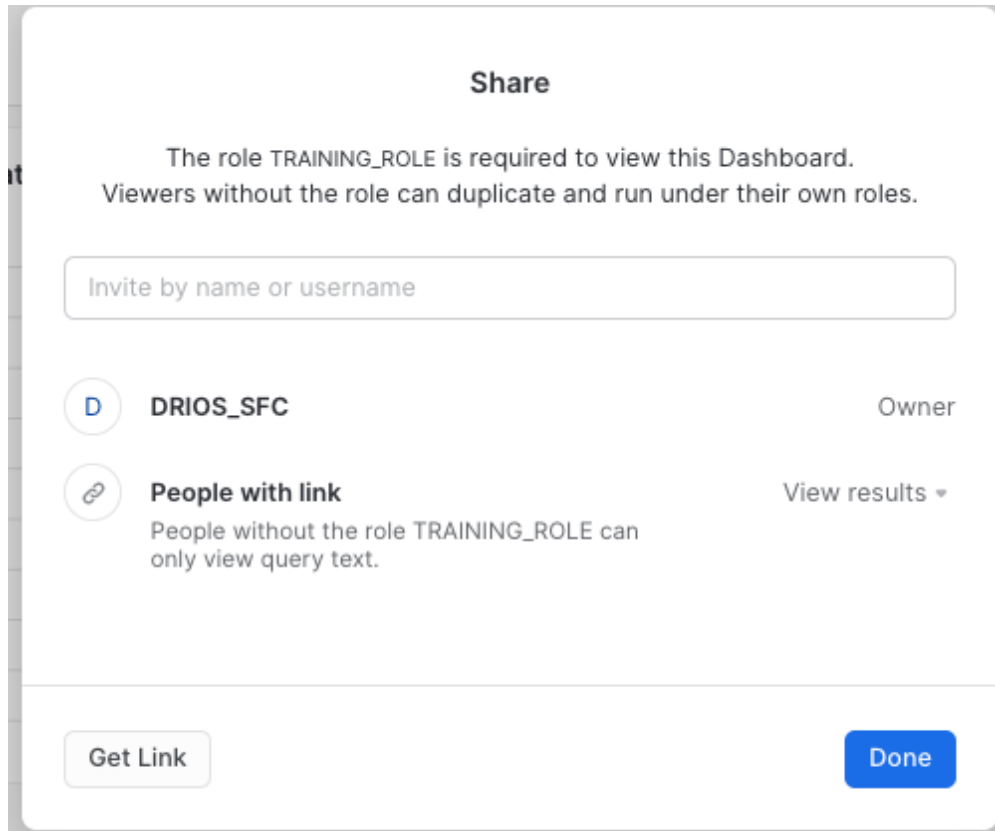 Share
The role TRAINING_ROLE is required to view this Dashboard.
Viewers without the role can duplicate and run under their own roles.
at
Invite by name or username
D DRIOS_SFC Owner
People with link View results
People without the role TRAINING_ROLE can
only view query text.
Get Link Done